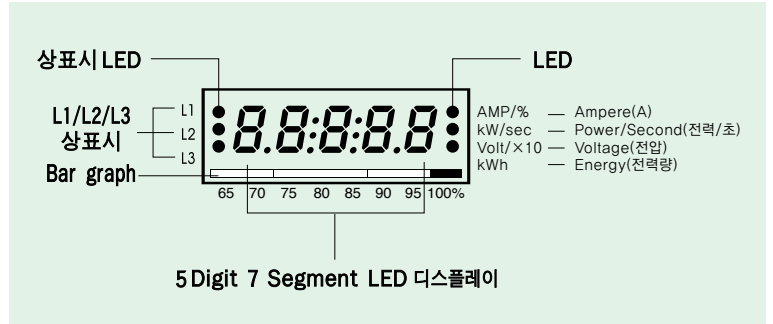 상표시 LED
LED
L1/L2/L3
상표시
Bar graph
L1
L2
L3
8.8:8:8.8
AMP/% — Ampere(A)
kW/sec — Power/Second(전력/초)
Volt/×10 — Voltage(전압)
kWh — Energy(전력량)
65 70 75 80 85 90 95 100%
5 Digit 7 Segment LED 디스플레이